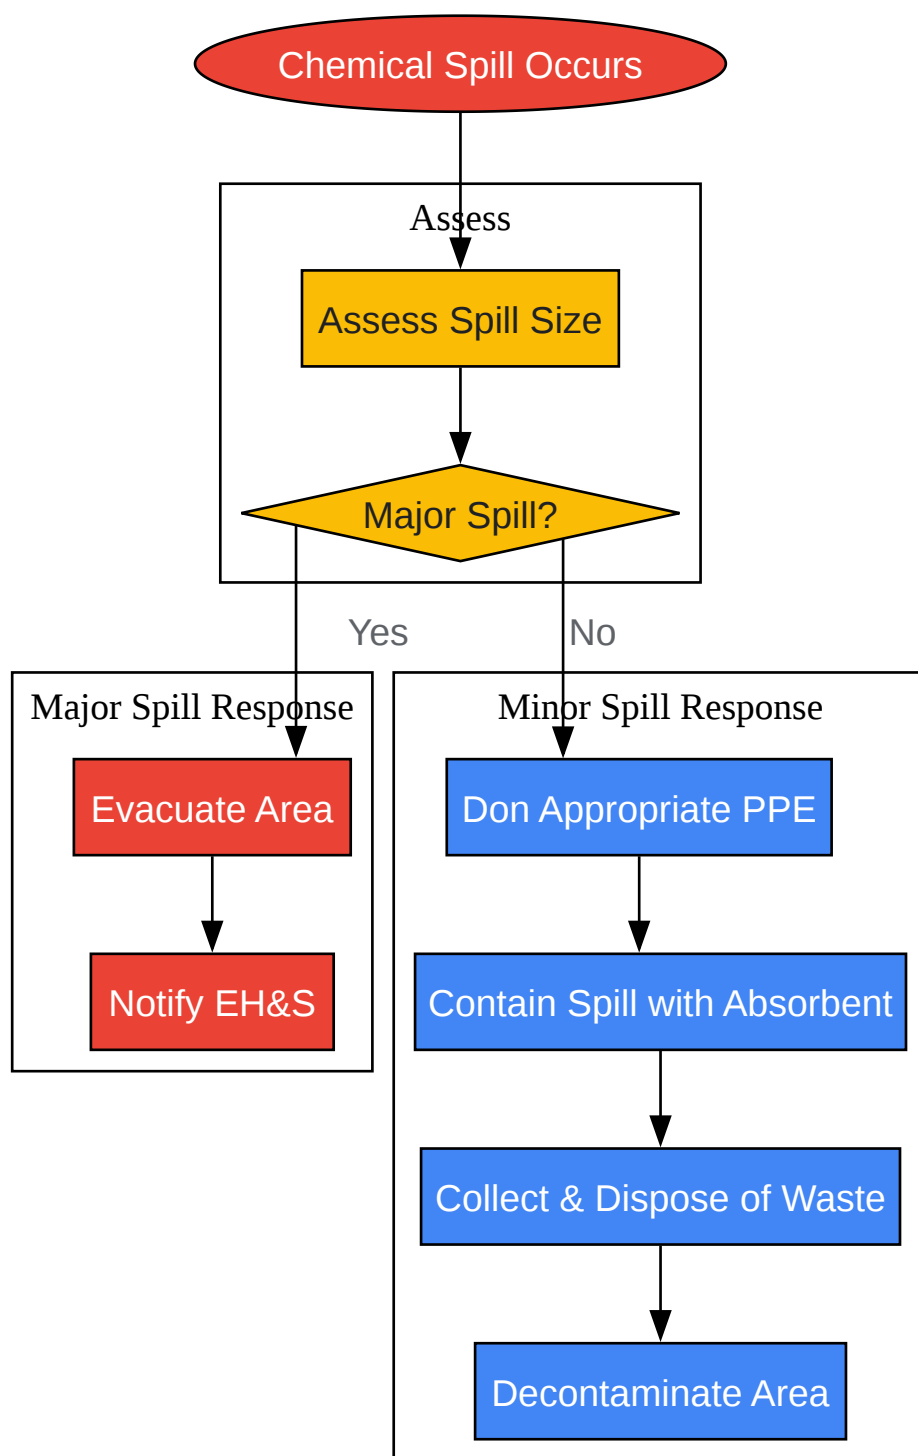 Chemical Spill Occurs
Assess
Assess Spill Size
Major Spill?
Yes
No
Major Spill Response
Evacuate Area
Notify EH&S
Minor Spill Response
Don Appropriate PPE
Contain Spill with Absorbent
Collect & Dispose of Waste
Decontaminate Area